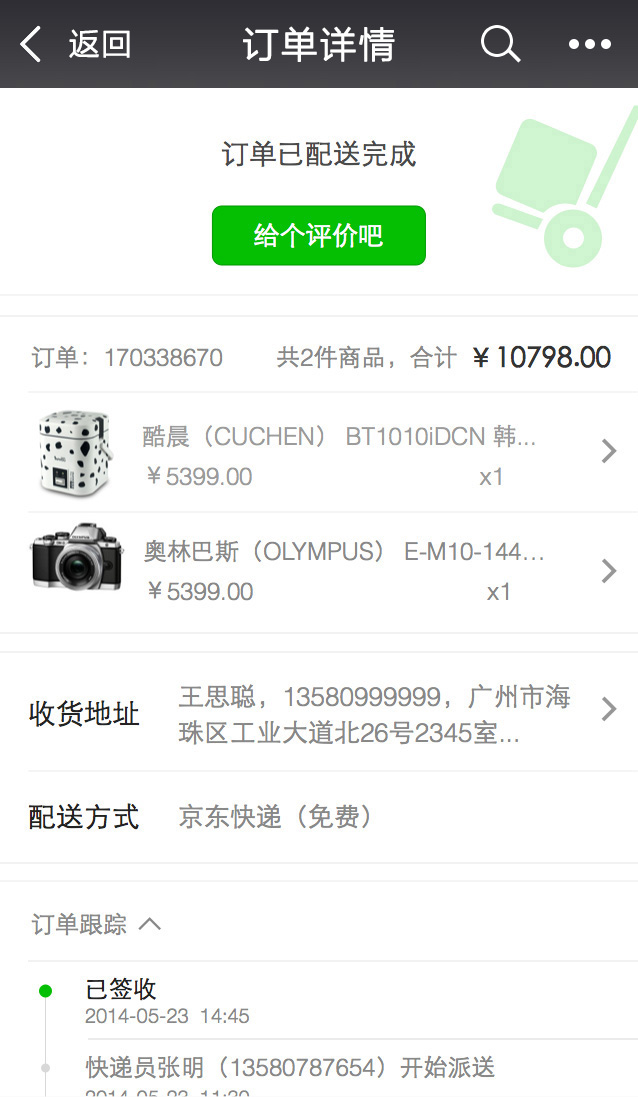 返回
订单详情
订单已配送完成
给个评价吧
订单：170338670 共2件商品，合计 ¥10798.00
酷晨（CUCHEN） BT1010iDCN 韩...
¥5399.00 x1
OLYMPUS
奥林巴斯（OLYMPUS） E-M10-144...
¥5399.00 x1
收货地址
王思聪，13580999999，广州市海
珠区工业大道北26号2345室...
配送方式
京东快递（免费）
订单跟踪
已签收
2014-05-23 14:45
快递员张明（13580787654）开始派送